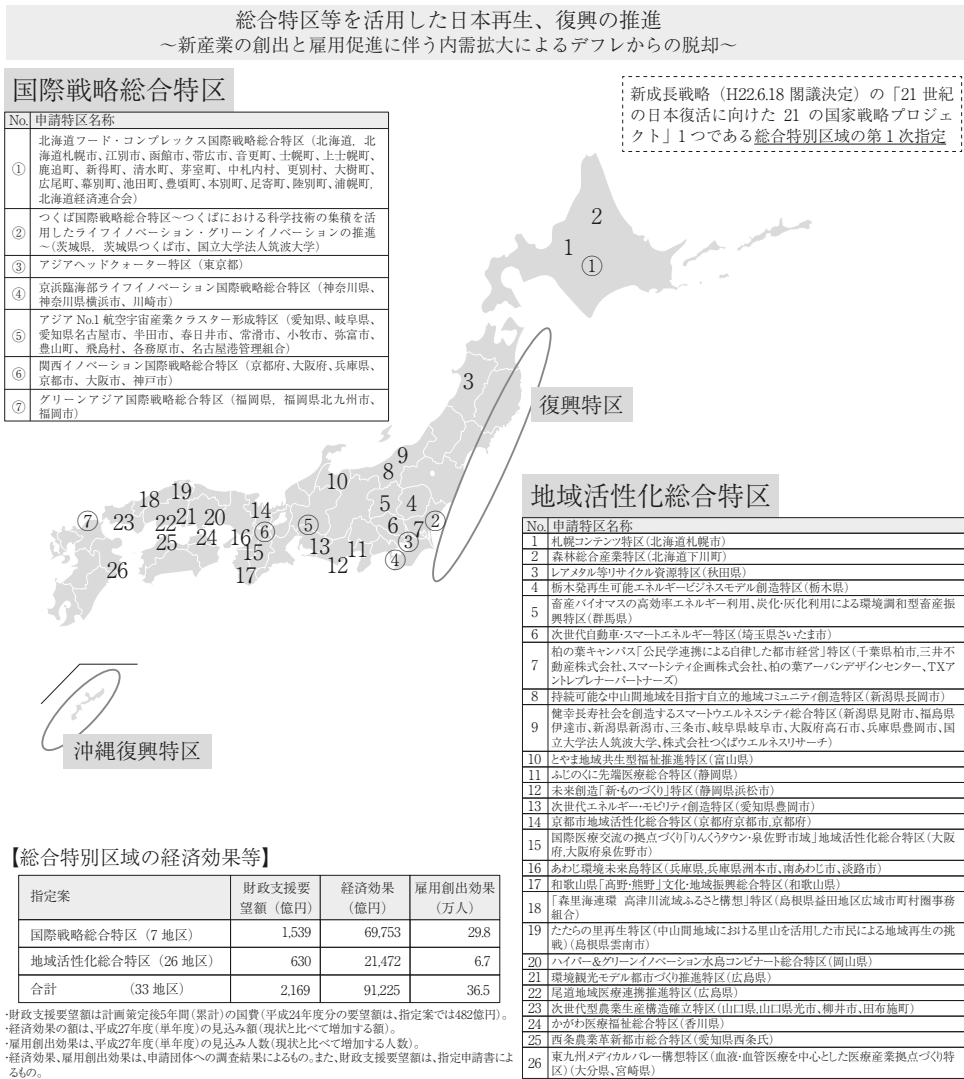 総合特区等を活用した日本再生、復興の推進
～新産業の創出と雇用促進に伴う内需拡大によるデフレからの脱却～
国際戦略総合特区
No. 申請特区名称
① 北海道フード・コンプレックス国際戦略総合特区（北海道, 北
海道札幌市、江別市、函館市、帯広市、音更町、士幌町、上士幌町、
鹿追町、新得町、清水町、芽室町、中札内村、更別村、大樹町、
広尾町、幕別町、池田町、豊頃町、本別町、足寄町、陸別町、浦幌町,
北海道経済連合会）
② つくば国際戦略総合特区～つくばにおける科学技術の集積を活
用したライフイノベーション・グリーンイノベーションの推進
～(茨城県, 茨城県つくば市、国立大学法人筑波大学）
③ アジアヘッドクォーター特区（東京都）
④ 京浜臨海部ライフイノベーション国際戦略総合特区（神奈川県、
神奈川県横浜市、川崎市）
⑤ アジア No.1 航空宇宙産業クラスター形成特区（愛知県、岐阜県、
愛知県名古屋市、半田市、春日井市、常滑市、小牧市、弥富市、
豊山町、飛島村、各務原市、名古屋港管理組合）
⑥ 関西イノベーション国際戦略総合特区（京都府、大阪府、兵庫県、
京都市、大阪市、神戸市）
⑦ グリーンアジア国際戦略総合特区（福岡県, 福岡県北九州市、
福岡市）
新成長戦略（H22.6.18 閣議決定）の「21 世紀
の日本復活に向けた 21 の国家戦略プロジェ
クト」1 つである総合特別区域の第 1 次指定
2
1
①
3
復興特区
9
8
10
5 4
6 7 ②
③
④
19
18
14
⑦ 23 22 21 20
25 24 16 ⑥ ⑤
15 13 11
12
26 17
沖縄復興特区
地域活性化総合特区
No. 申請特区名称
1 札幌コンテンツ特区(北海道札幌市)
2 森林総合産業特区(北海道下川町)
3 レアメタル等リサイクル資源特区(秋田県)
4 栃木発再生可能エネルギービジネスモデル創造特区(栃木県)
5 畜産バイオマスの高効率エネルギー利用、炭化・灰化利用による環境調和型畜産振
興特区(群馬県)
6 次世代自動車・スマートエネルギー特区(埼玉県さいたま市)
7 柏の葉キャンパス「公民学連携による自律した都市経営」特区(千葉県柏市,三井不
動産株式会社、スマートシティ企画株式会社、柏の葉アーバンデザインセンター、TXア
ントレプレナーパートナーズ)
8 持続可能な中山間地域を目指す自立的地域コミュニティ創造特区(新潟県長岡市)
9 健幸長寿社会を創造するスマートウエルネスシティ総合特区(新潟県見附市、福島県
伊達市、新潟県新潟市、三条市、岐阜県岐阜市、大阪府高石市、兵庫県豊岡市、国
立大学法人筑波大学、株式会社つくばウエルネスリサーチ)
10 とやま地域共生型福祉推進特区(富山県)
11 ふじのくに先端医療総合特区(静岡県)
12 未来創造「新・ものづくり」特区(静岡県浜松市)
13 次世代エネルギー・モビリティ創造特区(愛知県豊岡市)
14 京都市地域活性化総合特区(京都府京都市,京都府)
15 国際医療交流の拠点づくり「りんくうタウン・泉佐野市域」地域活性化総合特区(大阪
府,大阪府泉佐野市)
16 あわじ環境未来島特区(兵庫県,兵庫県洲本市、南あわじ市、淡路市)
17 和歌山県「高野・熊野」文化・地域振興総合特区(和歌山県)
18 「森里海連環 高津川流域ふるさと構想」特区(島根県益田地区広域市町村圏事務
組合)
19 たたらの里再生特区(中山間地域における里山を活用した市民による地域再生の挑
戦)(島根県雲南市)
20 ハイパー＆グリーンイノベーション水島コンビナート総合特区(岡山県)
21 環境観光モデル都市づくり推進特区(広島県)
22 尾道地域医療連携推進特区(広島県)
23 次世代型農業生産構造確立特区(山口県,山口県光市、柳井市、田布施町)
24 かがわ医療福祉総合特区(香川県)
25 西条農業革新都市総合特区(愛知県西条氏)
26 東九州メディカルバレー構想特区(血液・血管医療を中心とした医療産業拠点づくり特
区)(大分県、宮崎県)
【総合特別区域の経済効果等】
指定案 財政支援要望額（億円） 経済効果（億円） 雇用創出効果（万人）
国際戦略総合特区（7 地区） 1,539 69,753 29.8
地域活性化総合特区（26 地区） 630 21,472 6.7
合計 （33 地区） 2,169 91,225 36.5
・財政支援要望額は計画策定後5年間(累計)の国費(平成24年度分の要望額は、指定案では482億円)。
・経済効果の額は、平成27年度(単年度)の見込み額(現状と比べて増加する額)。
・雇用創出効果は、平成27年度(単年度)の見込み人数(現状と比べて増加する人数)。
・経済効果、雇用創出効果は、申請団体への調査結果によるもの。また、財政支援要望額は、指定申請書によ
るもの。